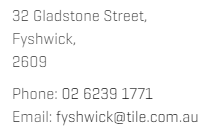 32 Gladstone Street,
Fyshwick,
2609
Phone: 02 6239 1771
Email: fyshwick@tile.com.au